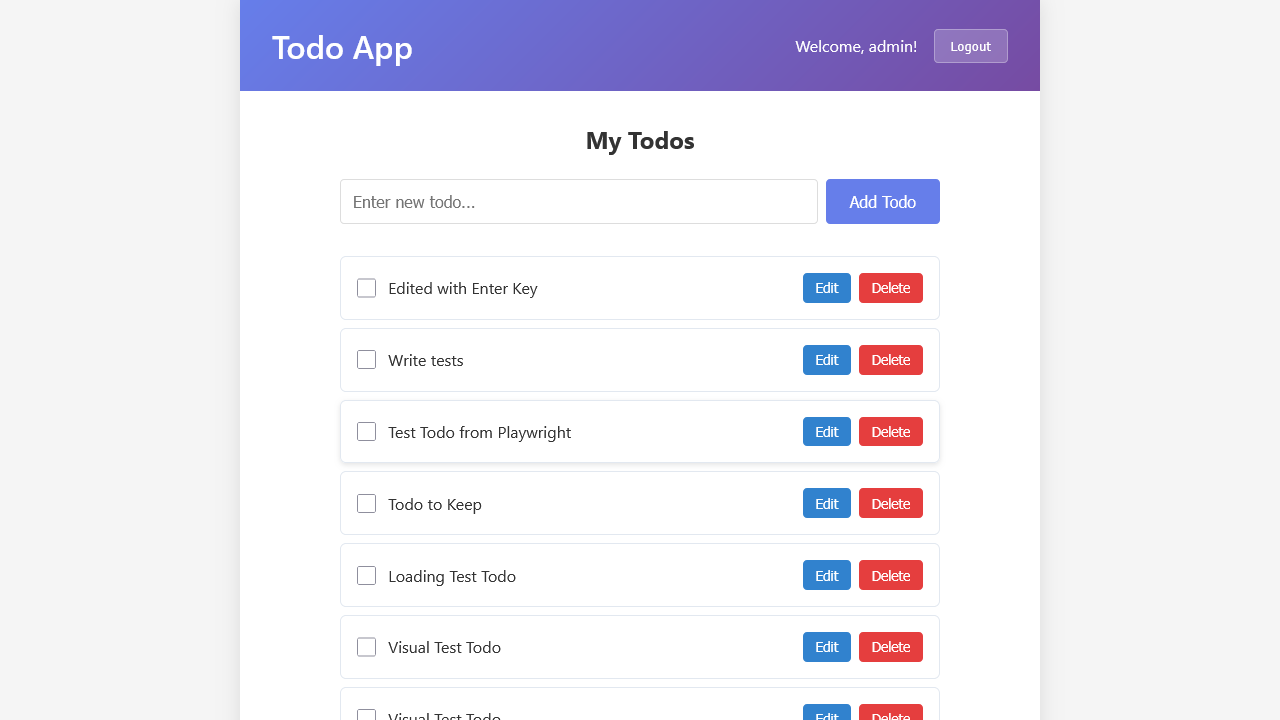 Todo App
Welcome, admin!
Logout
My Todos
Enter new todo...
Add Todo
Edited with Enter Key
Edit
Delete
Write tests
Edit
Delete
Test Todo from Playwright
Edit
Delete
Todo to Keep
Edit
Delete
Loading Test Todo
Edit
Delete
Visual Test Todo
Edit
Delete
Visual Test Todo
Edit
Delete